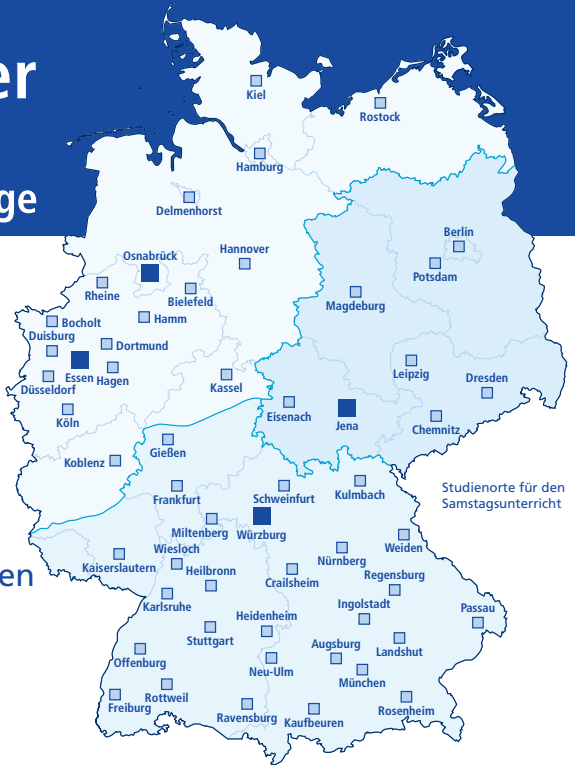 er
ge
en
Kiel
Rostock
Hamburg
Delmenhorst
Berlin
Hannover
Osnabrück
Potsdam
Rheine
Bielefeld
Magdeburg
Bocholt
Hamm
Duisburg
Dortmund
Essen
Hagen
Düsseldorf
Kassel
Leipzig
Dresden
Köln
Eisenach
Jena
Chemnitz
Gießen
Koblenz
Studienorte für den
Samstagsunterricht
Frankfurt
Schweinfurt
Kulmbach
Miltenberg
Würzburg
Wiesloch
Weiden
Kaiserslautern
Heilbronn
Nürnberg
Crailsheim
Regensburg
Karlsruhe
Ingolstadt
Passau
Heidenheim
Stuttgart
Augsburg
Landshut
Offenburg
Neu-Ulm
München
Rottweil
Freiburg
Ravensburg
Kaufbeuren
Rosenheim